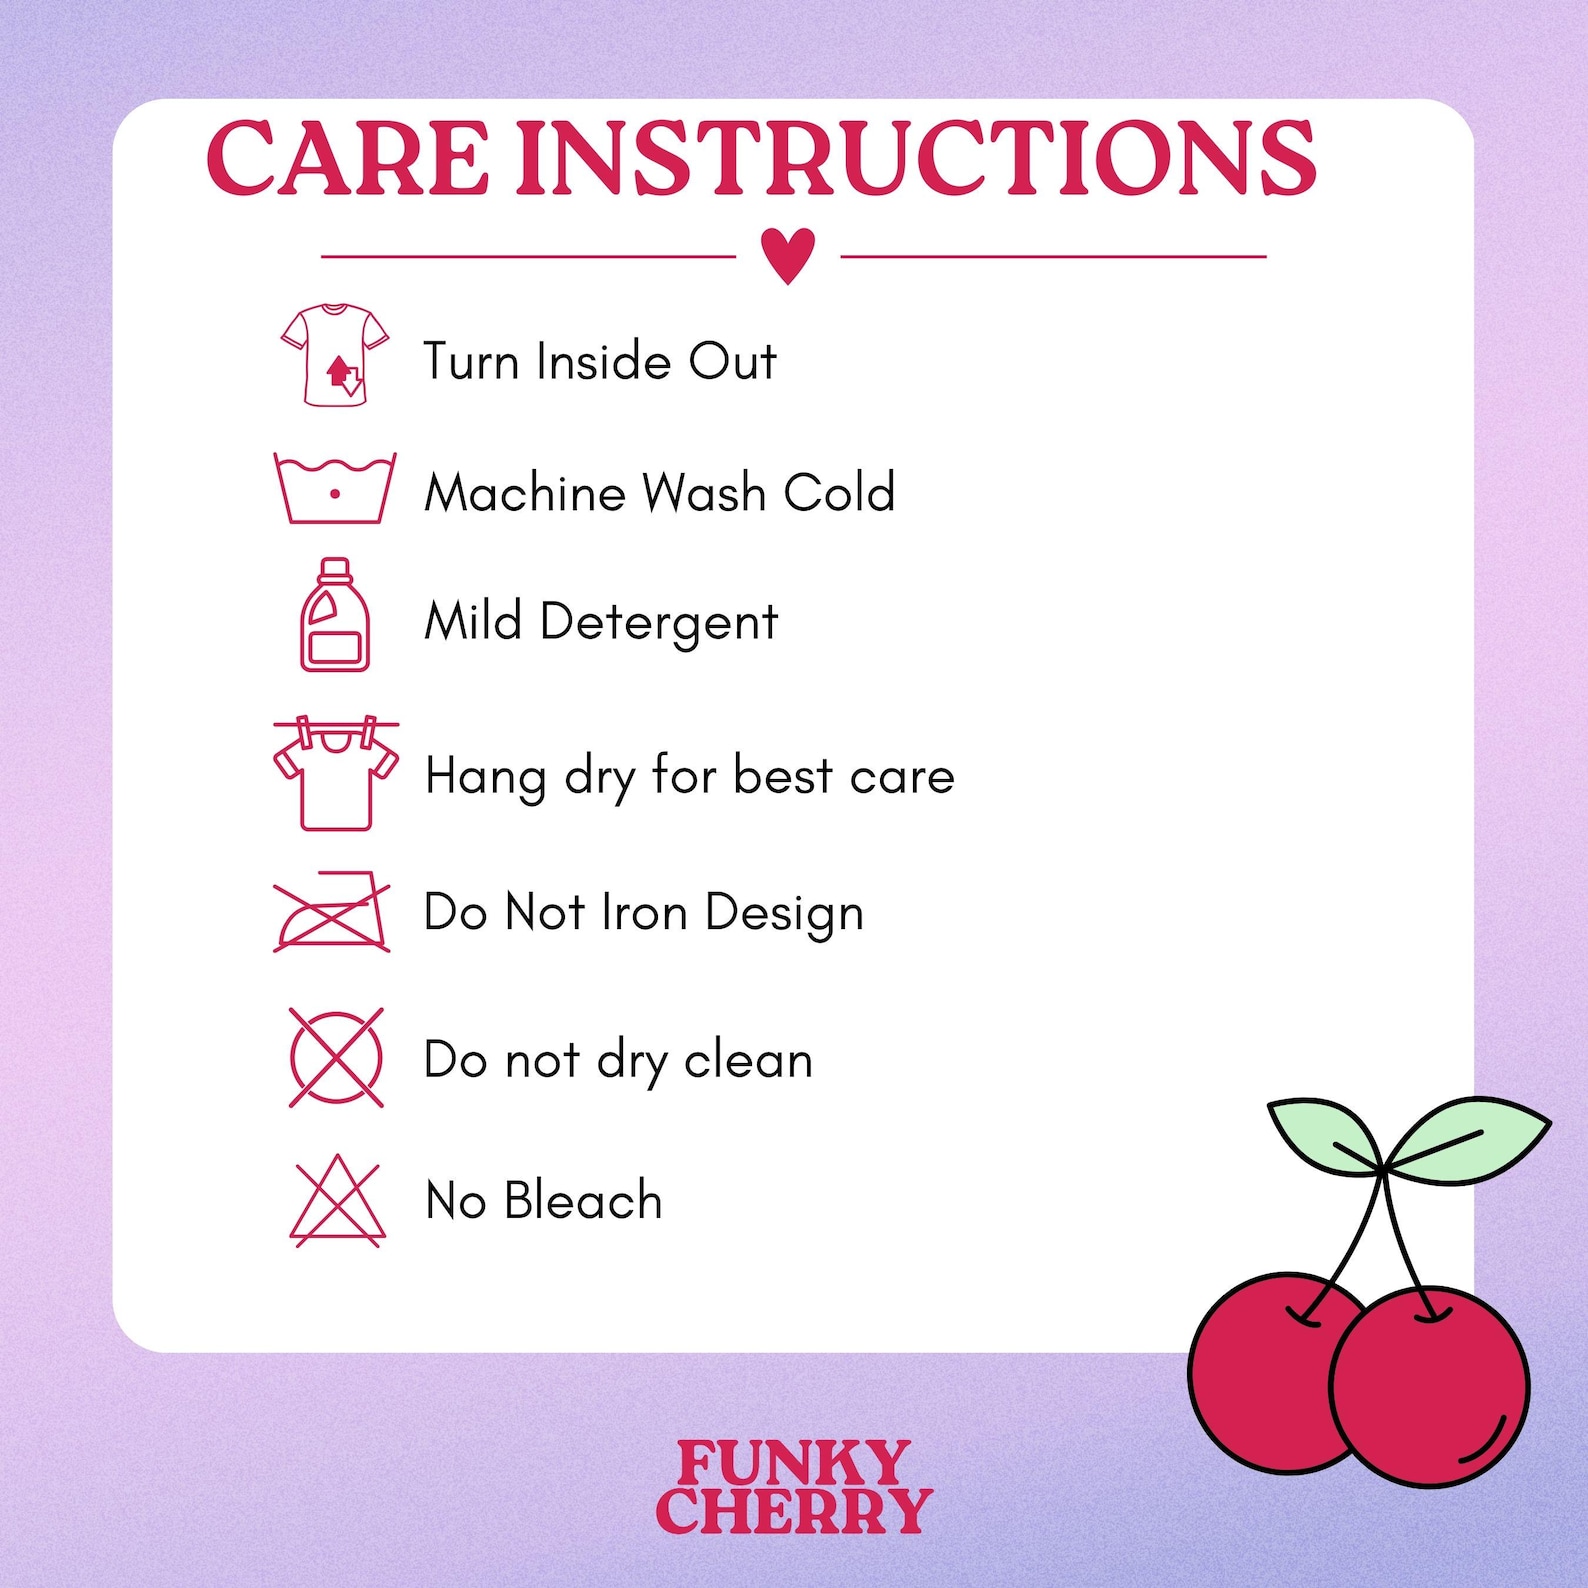 CARE INSTRUCTIONS
Turn Inside Out
Machine Wash Cold
Mild Detergent
Hang dry for best care
Do Not Iron Design
Do not dry clean
No Bleach
FUNKY
CHERRY